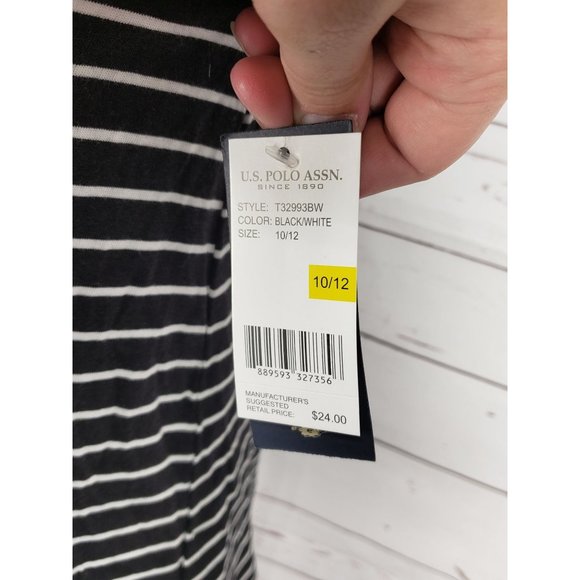 U.S. POLO ASSN.
SINCE 1890
STYLE: T32993BW
COLOR: BLACK/WHITE
SIZE: 10/12
10/12
889593 327356
MANUFACTURER'S
SUGGESTED
RETAIL PRICE: $24.00